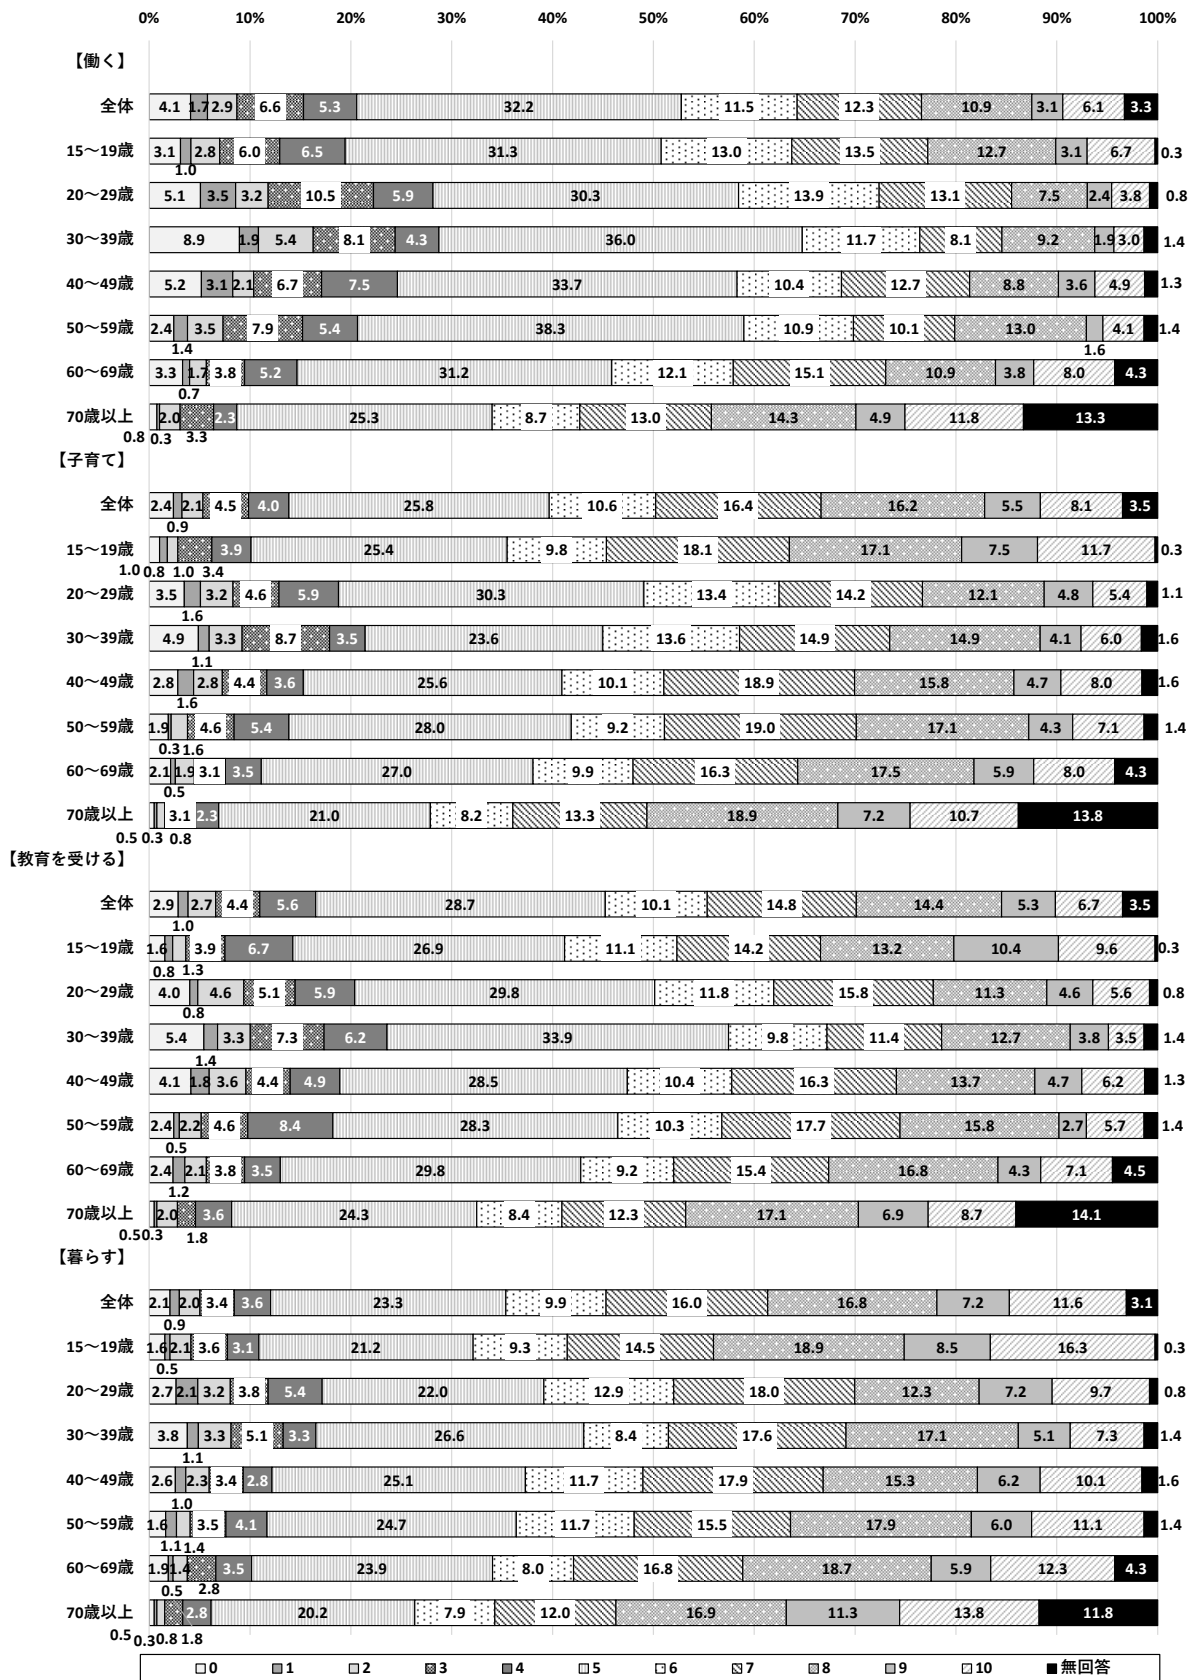 0% 10% 20% 30% 40% 50% 60% 70% 80% 90% 100%
【働く】
全体 4.1 1.7 2.9 6.6 5.3 32.2 11.5 12.3 10.9 3.1 6.1 3.3
15～19歳 3.1 2.8 6.0 6.5 31.3 13.0 13.5 12.7 3.1 6.7 0.3
1.0
20～29歳 5.1 3.5 3.2 10.5 5.9 30.3 13.9 13.1 7.5 2.4 3.8 0.8
30～39歳 8.9 1.9 5.4 8.1 4.3 36.0 11.7 8.1 9.2 1.9 3.0 1.4
40～49歳 5.2 3.1 2.1 6.7 7.5 33.7 10.4 12.7 8.8 3.6 4.9 1.3
50～59歳 2.4 3.5 7.9 5.4 38.3 10.9 10.1 13.0 4.1 1.4
1.4 1.6
60～69歳 3.3 1.7 3.8 5.2 31.2 12.1 15.1 10.9 3.8 8.0 4.3
0.7
70歳以上 2.0 2.3 25.3 8.7 13.0 14.3 4.9 11.8 13.3
0.8 0.3 3.3
【子育て】
全体 2.4 2.1 4.5 4.0 25.8 10.6 16.4 16.2 5.5 8.1 3.5
0.9
15～19歳 3.9 25.4 9.8 18.1 17.1 7.5 11.7 0.3
1.0 0.8 1.0 3.4
20～29歳 3.5 3.2 4.6 5.9 30.3 13.4 14.2 12.1 4.8 5.4 1.1
1.6
30～39歳 4.9 3.3 8.7 3.5 23.6 13.6 14.9 14.9 4.1 6.0 1.6
1.1
40～49歳 2.8 2.8 4.4 3.6 25.6 10.1 18.9 15.8 4.7 8.0 1.6
1.6
50～59歳 1.9 4.6 5.4 28.0 9.2 19.0 17.1 4.3 7.1 1.4
0.3 1.6
60～69歳 2.1 1.9 3.1 3.5 27.0 9.9 16.3 17.5 5.9 8.0 4.3
0.5
70歳以上 3.1 2.3 21.0 8.2 13.3 18.9 7.2 10.7 13.8
0.5 0.3 0.8
【教育を受ける】
全体 2.9 2.7 4.4 5.6 28.7 10.1 14.8 14.4 5.3 6.7 3.5
1.0
15～19歳 1.6 3.9 6.7 26.9 11.1 14.2 13.2 10.4 9.6 0.3
0.8 1.3
20～29歳 4.0 4.6 5.1 5.9 29.8 11.8 15.8 11.3 4.6 5.6 0.8
0.8
30～39歳 5.4 3.3 7.3 6.2 33.9 9.8 11.4 12.7 3.8 3.5 1.4
1.4
40～49歳 4.1 1.8 3.6 4.4 4.9 28.5 10.4 16.3 13.7 4.7 6.2 1.3
50～59歳 2.4 2.2 4.6 8.4 28.3 10.3 17.7 15.8 2.7 5.7 1.4
0.5
60～69歳 2.4 2.1 3.8 3.5 29.8 9.2 15.4 16.8 4.3 7.1 4.5
1.2
70歳以上 2.0 3.6 24.3 8.4 12.3 17.1 6.9 8.7 14.1
0.5 0.3 1.8
【暮らす】
全体 2.1 2.0 3.4 3.6 23.3 9.9 16.0 16.8 7.2 11.6 3.1
0.9
15～19歳 1.6 2.1 3.6 3.1 21.2 9.3 14.5 18.9 8.5 16.3 0.3
0.5
20～29歳 2.7 2.1 3.2 3.8 5.4 22.0 12.9 18.0 12.3 7.2 9.7 0.8
30～39歳 3.8 3.3 5.1 3.3 26.6 8.4 17.6 17.1 5.1 7.3 1.4
1.1
40～49歳 2.6 2.3 3.4 2.8 25.1 11.7 17.9 15.3 6.2 10.1 1.6
1.0
50～59歳 1.6 3.5 4.1 24.7 11.7 15.5 17.9 6.0 11.1 1.4
1.1 1.4
60～69歳 1.9 1.4 3.5 23.9 8.0 16.8 18.7 5.9 12.3 4.3
0.5 2.8
70歳以上 2.8 20.2 7.9 12.0 16.9 11.3 13.8 11.8
0.5 0.3 0.8 1.8
0 1 2 3 4 5 6 7 8 9 10 無回答